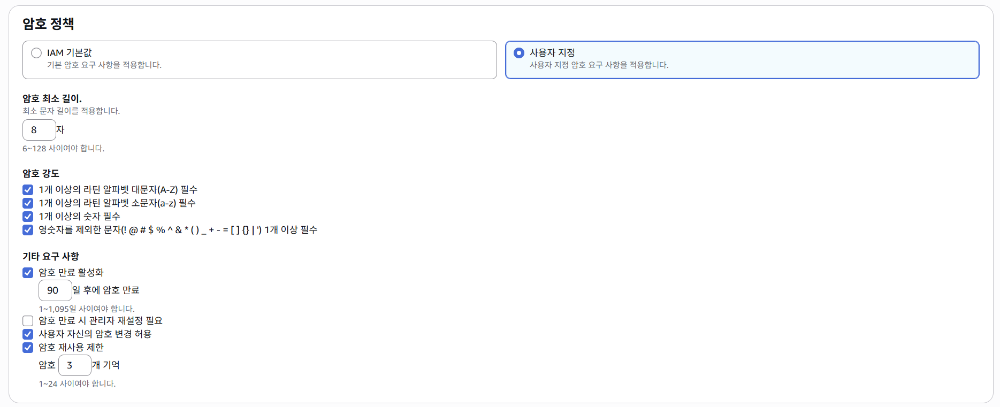 암호 정책
IAM 기본값
기본 암호 요구 사항을 적용합니다.
사용자 지정
사용자 지정 암호 요구 사항을 적용합니다.
암호 최소 길이.
최소 문자 길이를 적용합니다.
8 자
6~128 사이여야 합니다.
암호 강도
1개 이상의 라틴 알파벳 대문자(A-Z) 필수
1개 이상의 라틴 알파벳 소문자(a-z) 필수
1개 이상의 숫자 필수
영숫자를 제외한 문자(! @ # $ % ^ & * ( ) _ + - = [ ] {} | ') 1개 이상 필수
기타 요구 사항
암호 만료 활성화
90 일 후에 암호 만료
1~1,095일 사이여야 합니다.
암호 만료 시 관리자 재설정 필요
사용자 자신의 암호 변경 허용
암호 재사용 제한
암호 3 개 기억
1~24 사이여야 합니다.